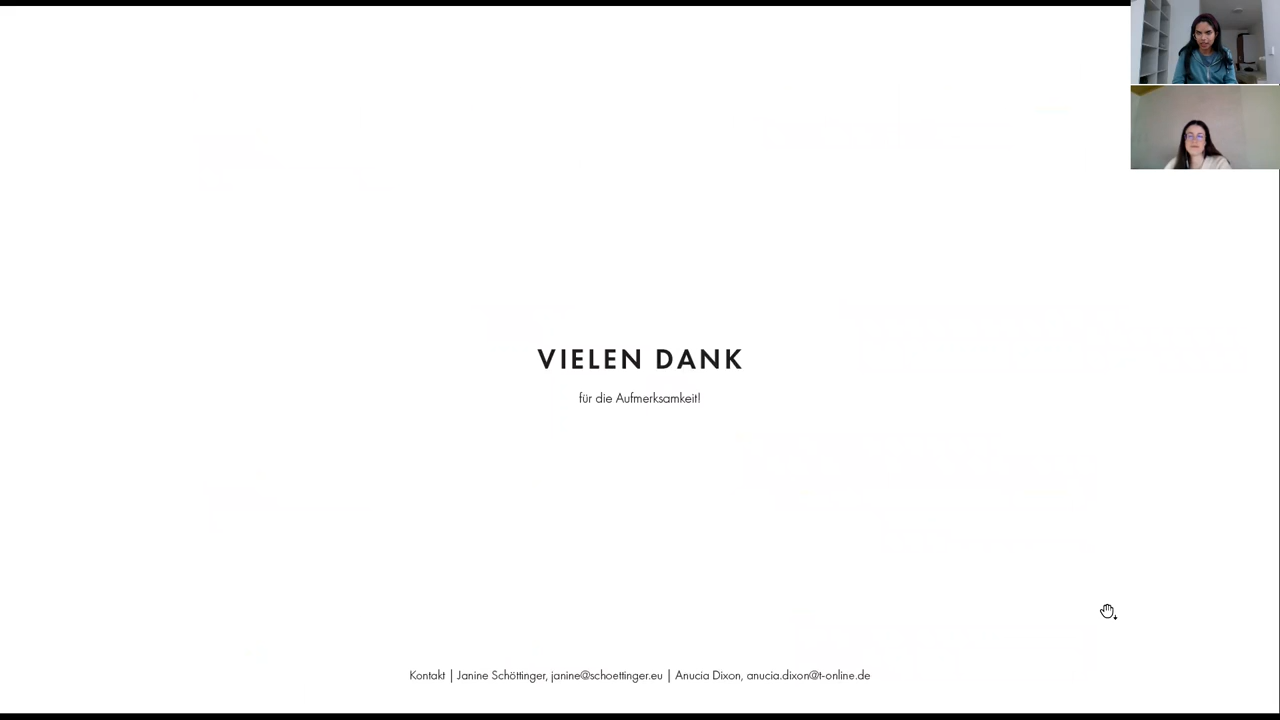 VIELEN DANK
für die Aufmerksamkeit!
Kontakt | Janine Schöttinger, janine@schoettinger.eu | Anucia Dixon, anucia.dixon@t-online.de